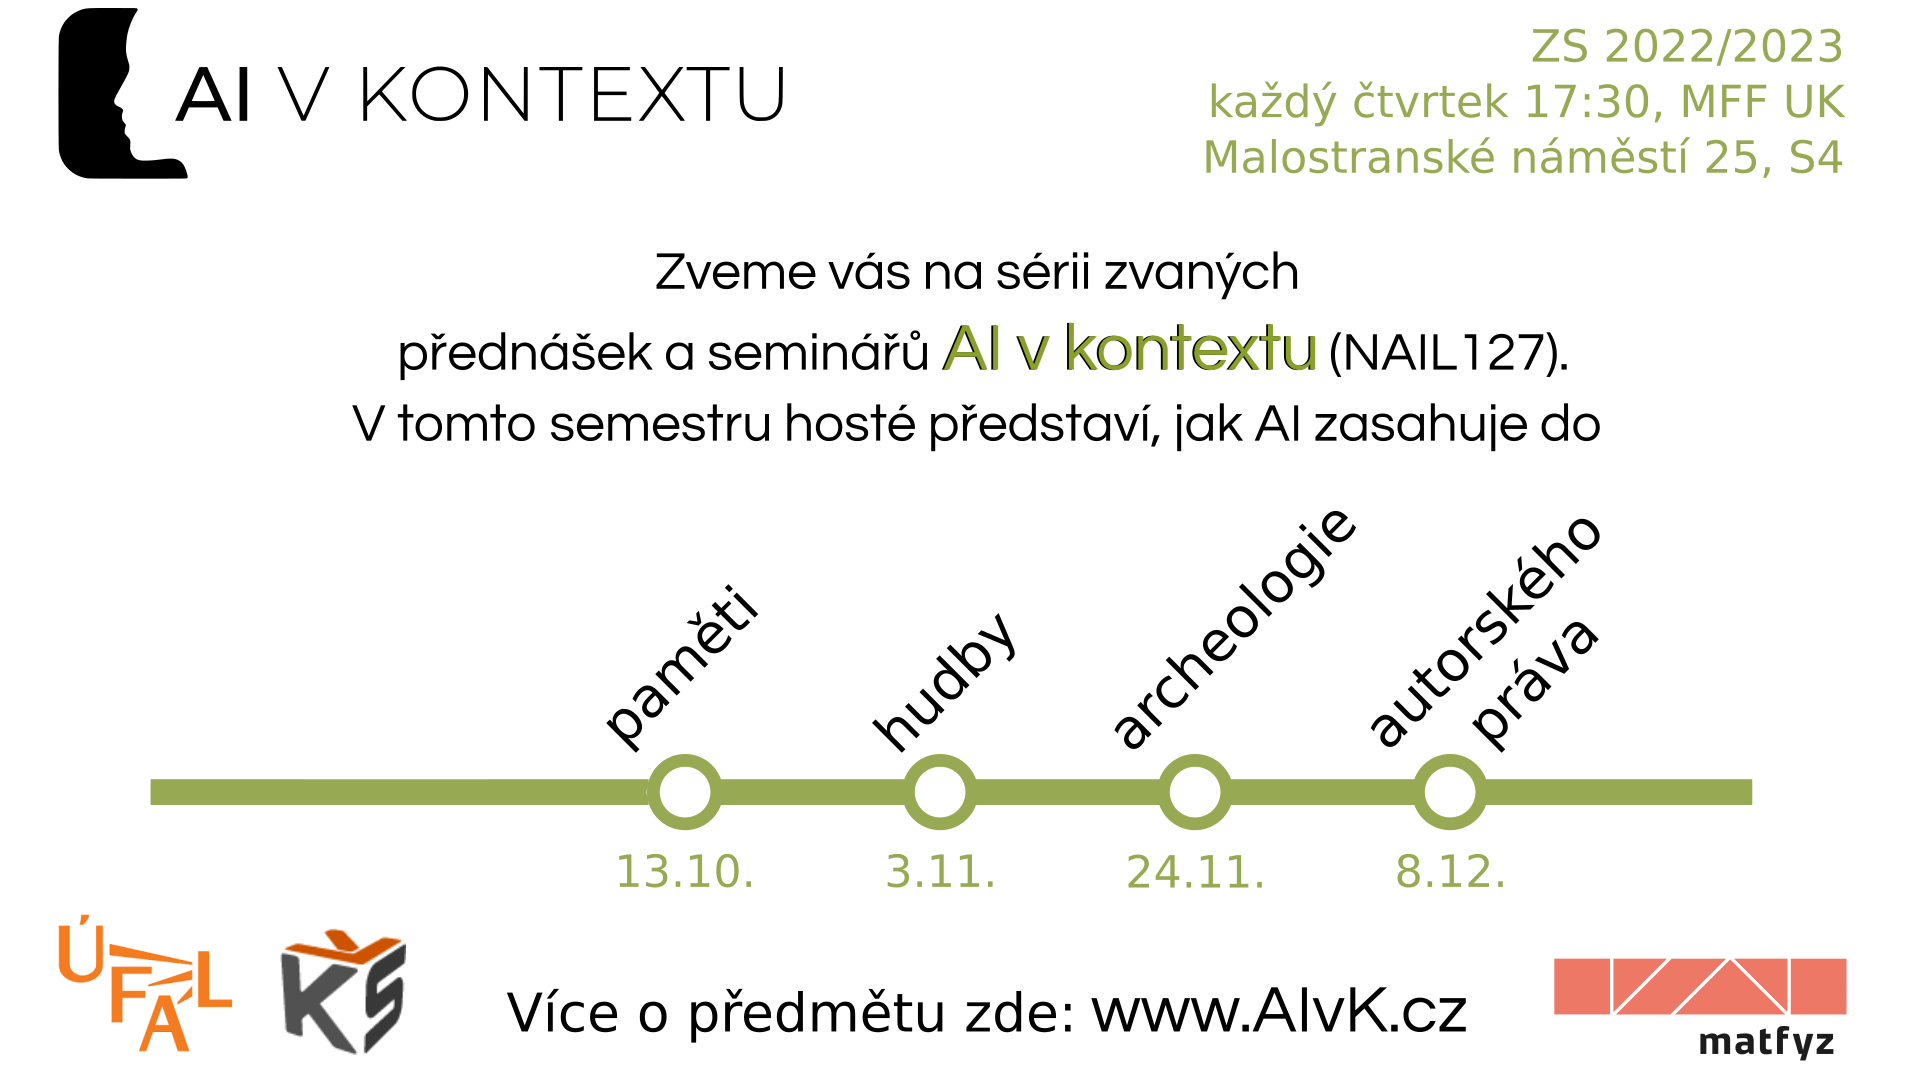 AI V KONTEXTU
ZS 2022/2023
každý čtvrtek 17:30, MFF UK
Malostranské náměstí 25, S4
Zveme vás na sérii zvaných
přednášek a seminářů AI v kontextu (NAIL127).
V tomto semestru hosté představí, jak AI zasahuje do
paměti
hudby
archeologie
autorského
práva
13.10.
3.11.
24.11.
8.12.
ÚFAL
KŠ
Více o předmětu zde: www.AIvK.cz
matfyz